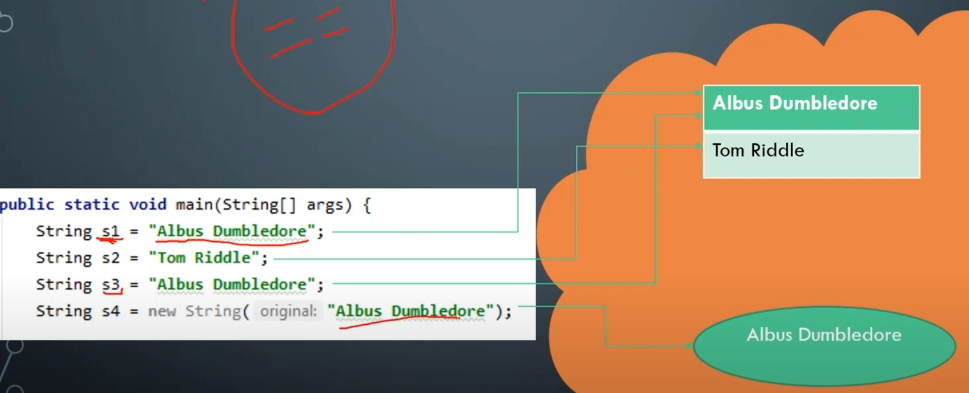 Albus Dumbledore
Tom Riddle
public static void main(String[] args) {
String s1 = "Albus Dumbledore";
String s2 = "Tom Riddle";
String s3 = "Albus Dumbledore";
String s4 = new String( original: "Albus Dumbledore");
Albus Dumbledore